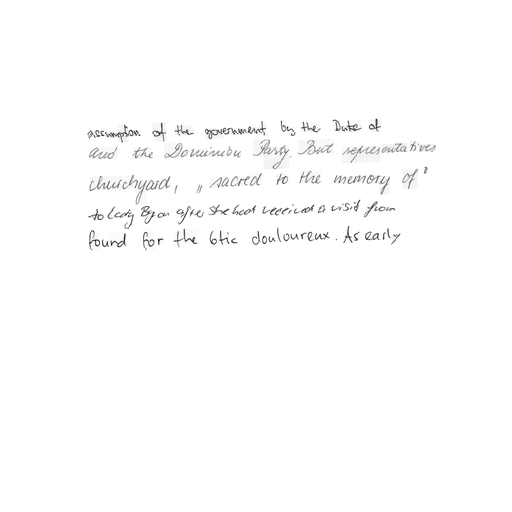 assumption of the government by the Duke of
and the Dominion Party. But representatives
churchyard, " sacred to the memory of "
to Lady Byron after she had received a visit from
found for the 6tic douloureux. As early